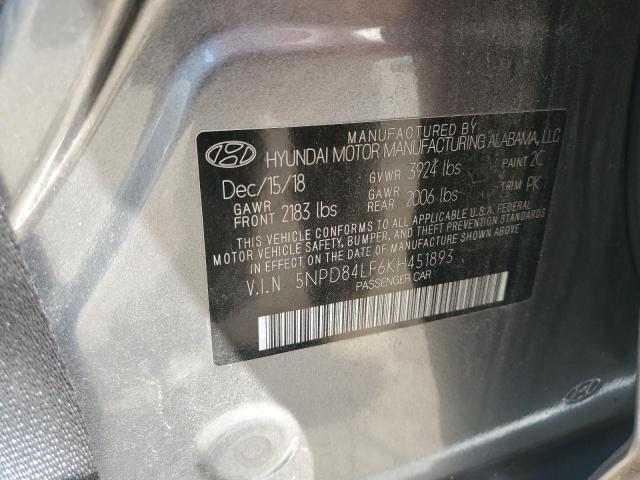 MANUFACTURED BY
HYUNDAI MOTOR MANUFACTURING ALABAMA, LLC
Dec/15/18 GVWR 3924 lbs PAINT 2C
GAWR FRONT 2183 lbs GAWR REAR 2006 lbs TRIM PK
THIS VEHICLE CONFORMS TO ALL APPLICABLE U.S.A. FEDERAL
MOTOR VEHICLE SAFETY, BUMPER, AND THEFT PREVENTION STANDARDS
IN EFFECT ON THE DATE OF MANUFACTURE SHOWN ABOVE.
V.I.N 5NPD84LF6KH451893
PASSENGER CAR